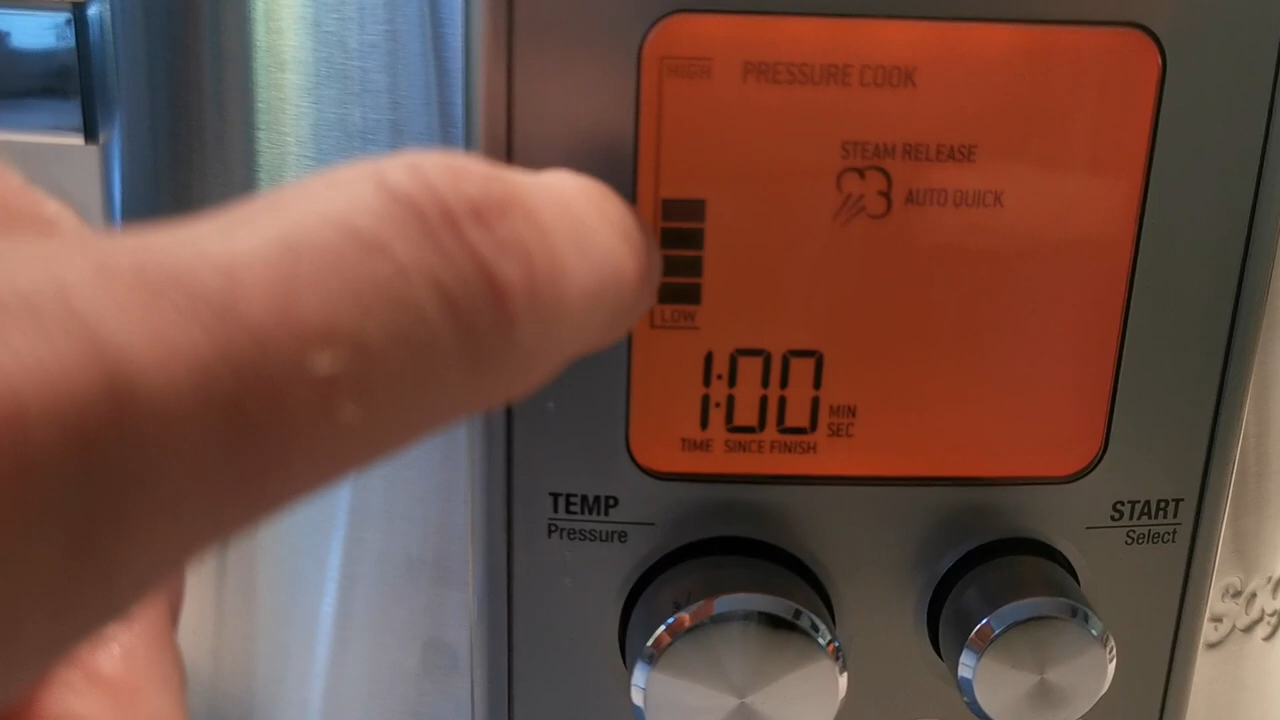 HIGH
PRESSURE COOK
STEAM RELEASE
AUTO QUICK
LOW
1:00
MIN
SEC
TIME SINCE FINISH
TEMP
Pressure
START
Select